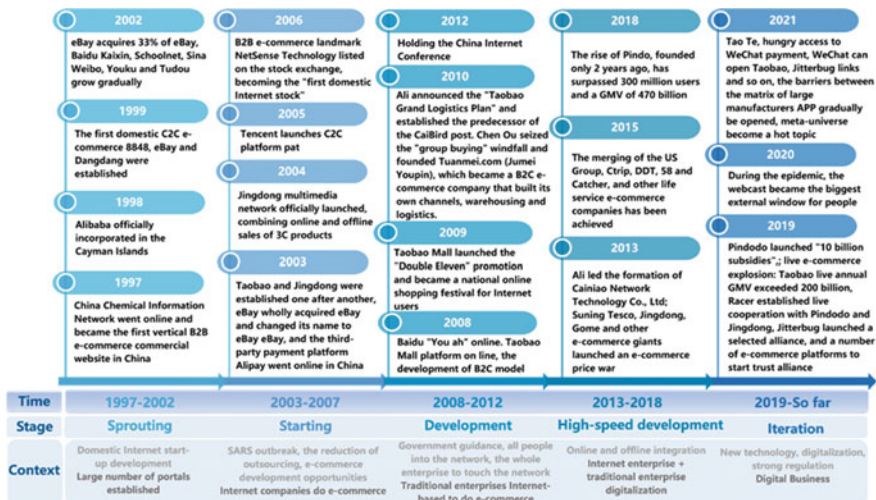 2002
eBay acquires 33% of eBay,
Baidu Kaixin, Schoolnet, Sina
Weibo, Youku and Tudou
grow gradually
1999
The first domestic C2C e-
commerce 8848, eBay and
Dangdang were
established
1998
Alibaba officially
incorporated in the
Cayman Islands
1997
China Chemical Information
Network went online and
became the first vertical B2B
e-commerce commercial
website in China
2006
B2B e-commerce landmark
NetSense Technology listed
on the stock exchange,
becoming the "first domestic
Internet stock"
2005
Tencent launches C2C
platform pat
2004
Jingdong multimedia
network officially launched,
combining online and offline
sales of 3C products
2003
Taobao and Jingdong were
established one after another,
eBay wholly acquired eBay
and changed its name to
eBay eBay, and the third-
party payment platform
Alipay went online in China
2012
Holding the China Internet
Conference
2010
Ali announced the "Taobao
Grand Logistics Plan" and
established the predecessor of
the CaiBird post. Chen Ou seized
the "group buying" windfall and
founded Tuanmei.com (Jumei
Youpin), which became a B2C e-
commerce company that built its
own channels, warehousing and
logistics.
2009
Taobao Mall launched the
"Double Eleven" promotion
and became a national online
shopping festival for Internet
users
2008
Baidu "You ah" online. Taobao
Mall platform on line, the
development of B2C model
2018
The rise of Pindo, founded
only 2 years ago, has
surpassed 300 million users
and a GMV of 470 billion
2015
The merging of the US
Group, Ctrip, DDT, 58 and
Catcher, and other life
service e-commerce
companies has been
achieved
2013
Ali led the formation of
Cainiao Network
Technology Co., Ltd;
Suning Tesco, Jingdong,
Gome and other
e-commerce giants
launched an e-commerce
price war
2021
Tao Te, hungry access to
WeChat payment, WeChat can
open Taobao, Jitterbug links
and so on, the barriers between
the matrix of large
manufacturers APP gradually
be opened, meta-universe
become a hot topic
2020
During the epidemic, the
webcast became the biggest
external window for people
2019
Pindodo launched "10 billion
subsidies",; live e-commerce
explosion: Taobao live annual
GMV exceeded 200 billion,
Racer established live
cooperation with Pindodo and
Jingdong, Jitterbug launched a
selected alliance, and a number
of e-commerce platforms to
start trust alliance
Time 1997-2002 2003-2007 2008-2012 2013-2018 2019-So far
Stage Sprouting Starting Development High-speed development Iteration
Context
Domestic Internet start-
up development
Large number of portals
established
SARS outbreak, the reduction of
outsourcing, e-commerce
development opportunities
Internet companies do e-commerce
Government guidance, all people
into the network, the whole
enterprise to touch the network
Traditional enterprises Internet-
based to do e-commerce
Online and offline integration
Internet enterprise +
traditional enterprise
digitalization
New technology, digitalization,
strong regulation
Digital Business